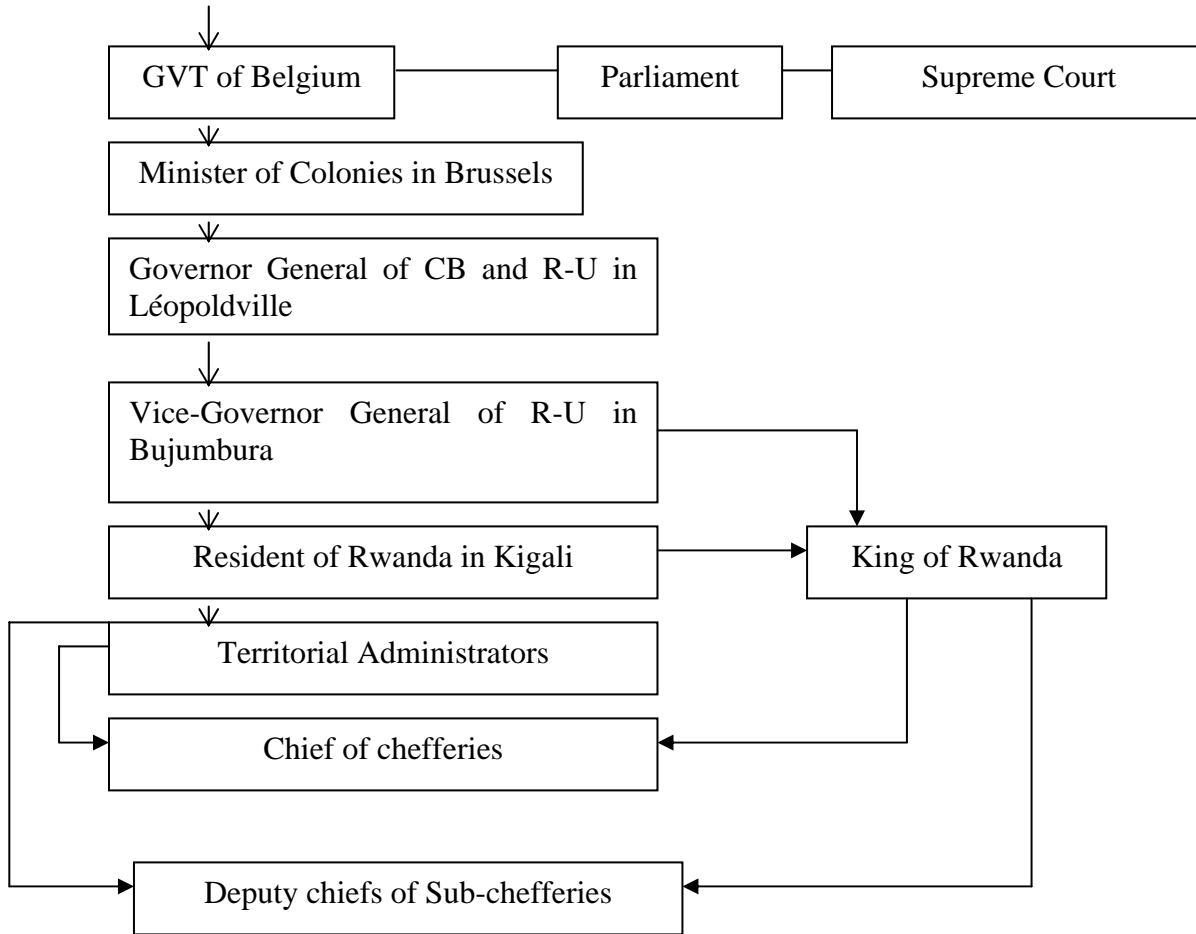 GVT of Belgium
Parliament
Supreme Court
Minister of Colonies in Brussels
Governor General of CB and R-U in
Léopoldville
Vice-Governor General of R-U in
Bujumbura
Resident of Rwanda in Kigali
King of Rwanda
Territorial Administrators
Chief of chefferies
Deputy chiefs of Sub-chefferies